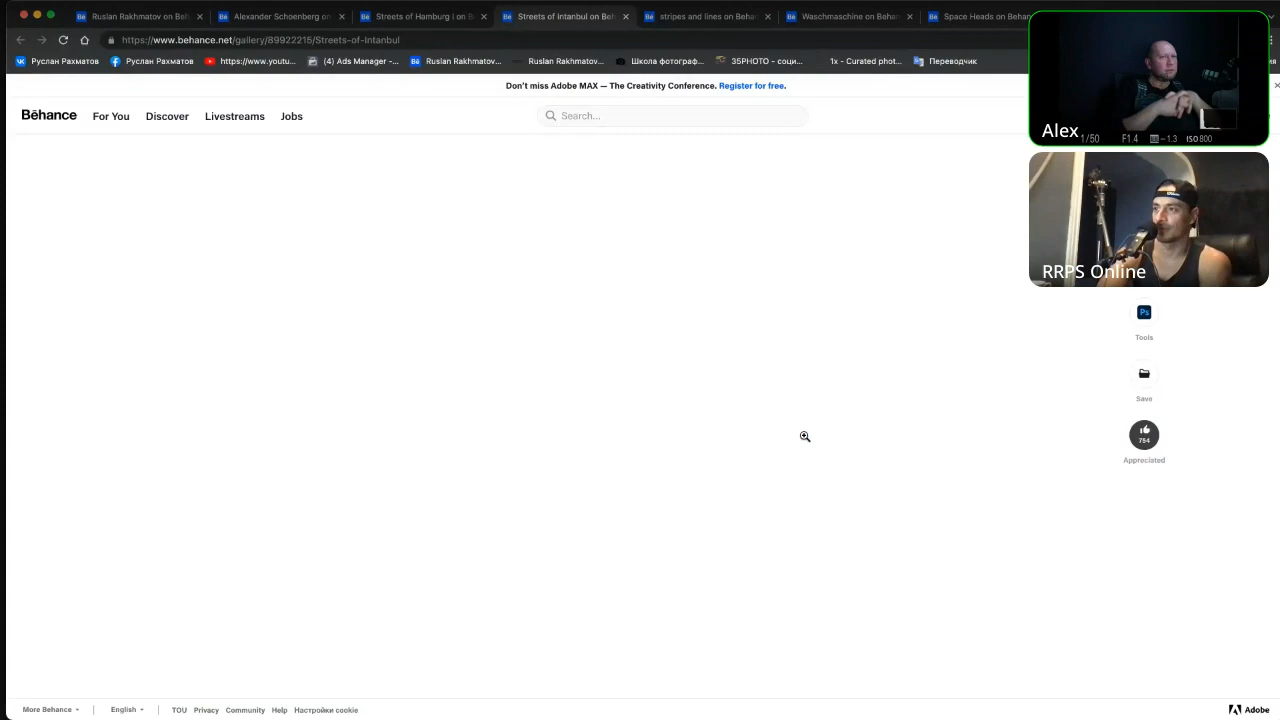 Ruslan Rakhmatov on Beh
Alexander Schoenberg on
Streets of Hamburg I on B
Streets of Intanbul on Beh
stripes and lines on Behan
Waschmaschine on Behan
Space Heads on Behan
https://www.behance.net/gallery/89922215/Streets-of-Istanbul
Руслан Рахматов
Руслан Рахматов
https://www.youtu...
(4) Ads Manager -...
Ruslan Rakhmatov...
Ruslan Rakhmatov...
Школа фотограф...
35PHOTO - соци...
1x - Curated phot...
Переводчик
Don't miss Adobe MAX — The Creativity Conference. Register for free.
Bēhance
For You
Discover
Livestreams
Jobs
Search...
Alex
1/50 F1.4 –1.3 ISO 800
RRPS Online
Ps
Tools
Save
754
Appreciated
More Behance
English
TOU
Privacy
Community
Help
Настройки cookie
Adobe